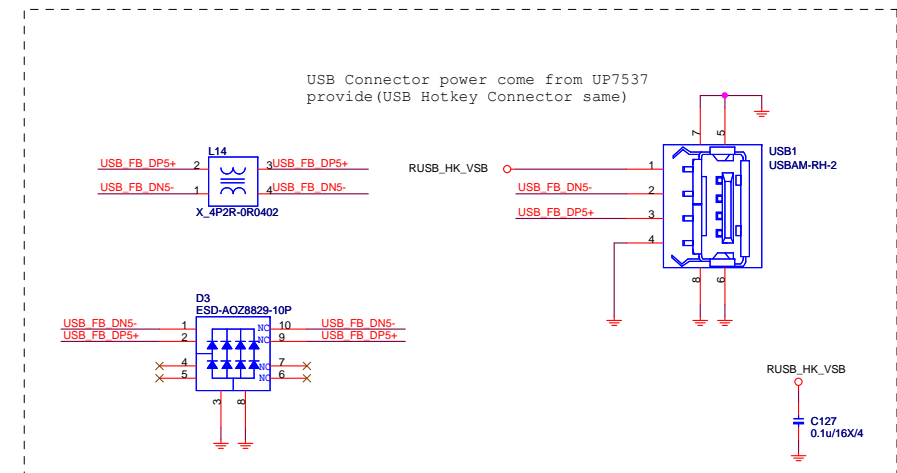 USB Connector power come from UP7537
provide(USB Hotkey Connector same)
L14
USB_FB_DP5+ 2 3 USB_FB_DP5+
USB_FB_DN5- 1 4 USB_FB_DN5-
X_4P2R-0R0402
7 5
USB1
USBAM-RH-2
RUSB_HK_VSB 1
USB_FB_DN5- 2
USB_FB_DP5+ 3
4
8 6
D3
ESD-AOZ8829-10P
USB_FB_DN5- 1 NC 10 USB_FB_DN5-
USB_FB_DP5+ 2 NC 9 USB_FB_DP5+
4 NC 7
5 NC 6
3 8
RUSB_HK_VSB
C127
0.1u/16X/4